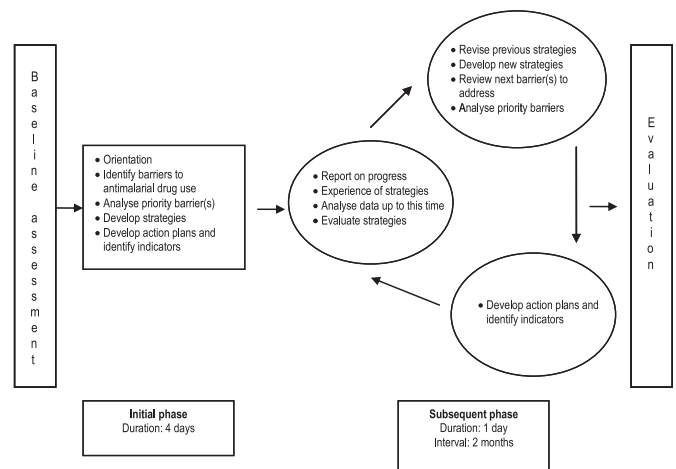 Baseline assessment
• Orientation
• Identify barriers to
antimalarial drug use
• Analyse priority barrier(s)
• Develop strategies
• Develop action plans and
identify indicators
• Report on progress
• Experience of strategies
• Analyse data up to this time
• Evaluate strategies
• Revise previous strategies
• Develop new strategies
• Review next barrier(s) to
address
• Analyse priority barriers
• Develop action plans and
identify indicators
Evaluation
Initial phase
Duration: 4 days
Subsequent phase
Duration: 1 day
Interval: 2 months